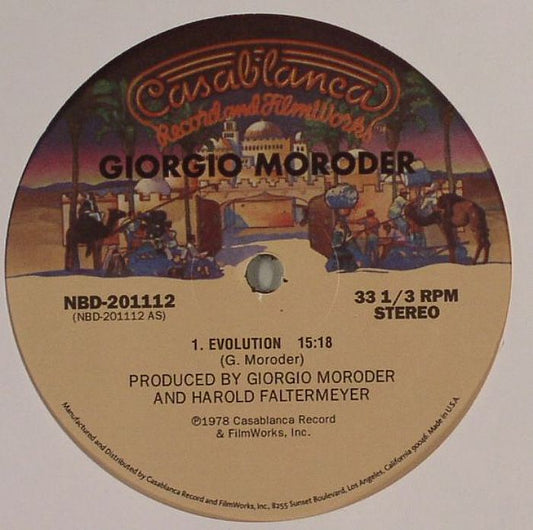 Casablanca
Record and FilmWorks
GIORGIO MORODER
NBD-201112
(NBD-201112 AS)
33 1/3 RPM
STEREO
1. EVOLUTION 15:18
(G. Moroder)
PRODUCED BY GIORGIO MORODER
AND HAROLD FALTERMEYER
℗1978 Casablanca Record
& FilmWorks, Inc.
Manufactured and Distributed by Casablanca Record and FilmWorks, Inc., 8255 Sunset Boulevard, Los Angeles, California 90046. Made in U.S.A.